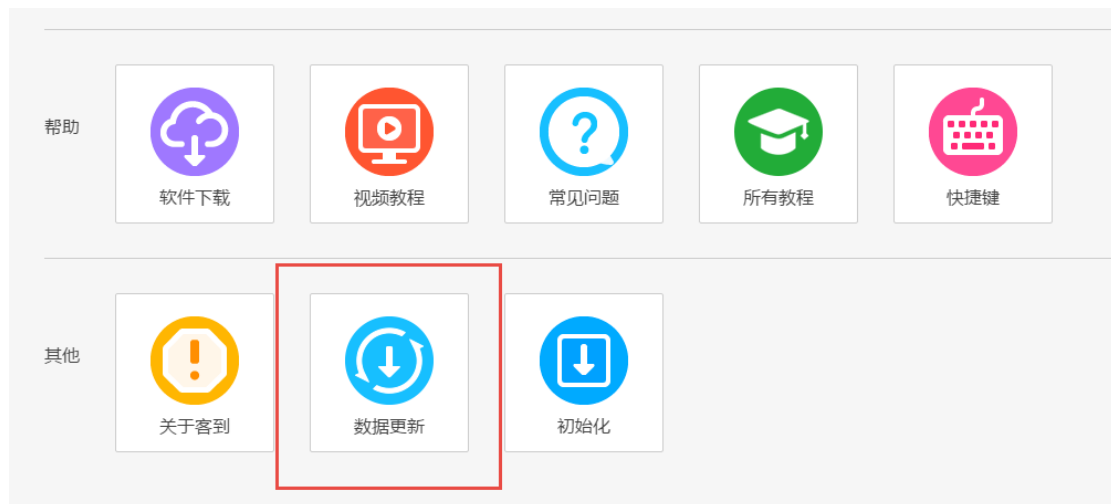 帮助
软件下载
视频教程
常见问题
所有教程
快捷键
其他
关于客到
数据更新
初始化